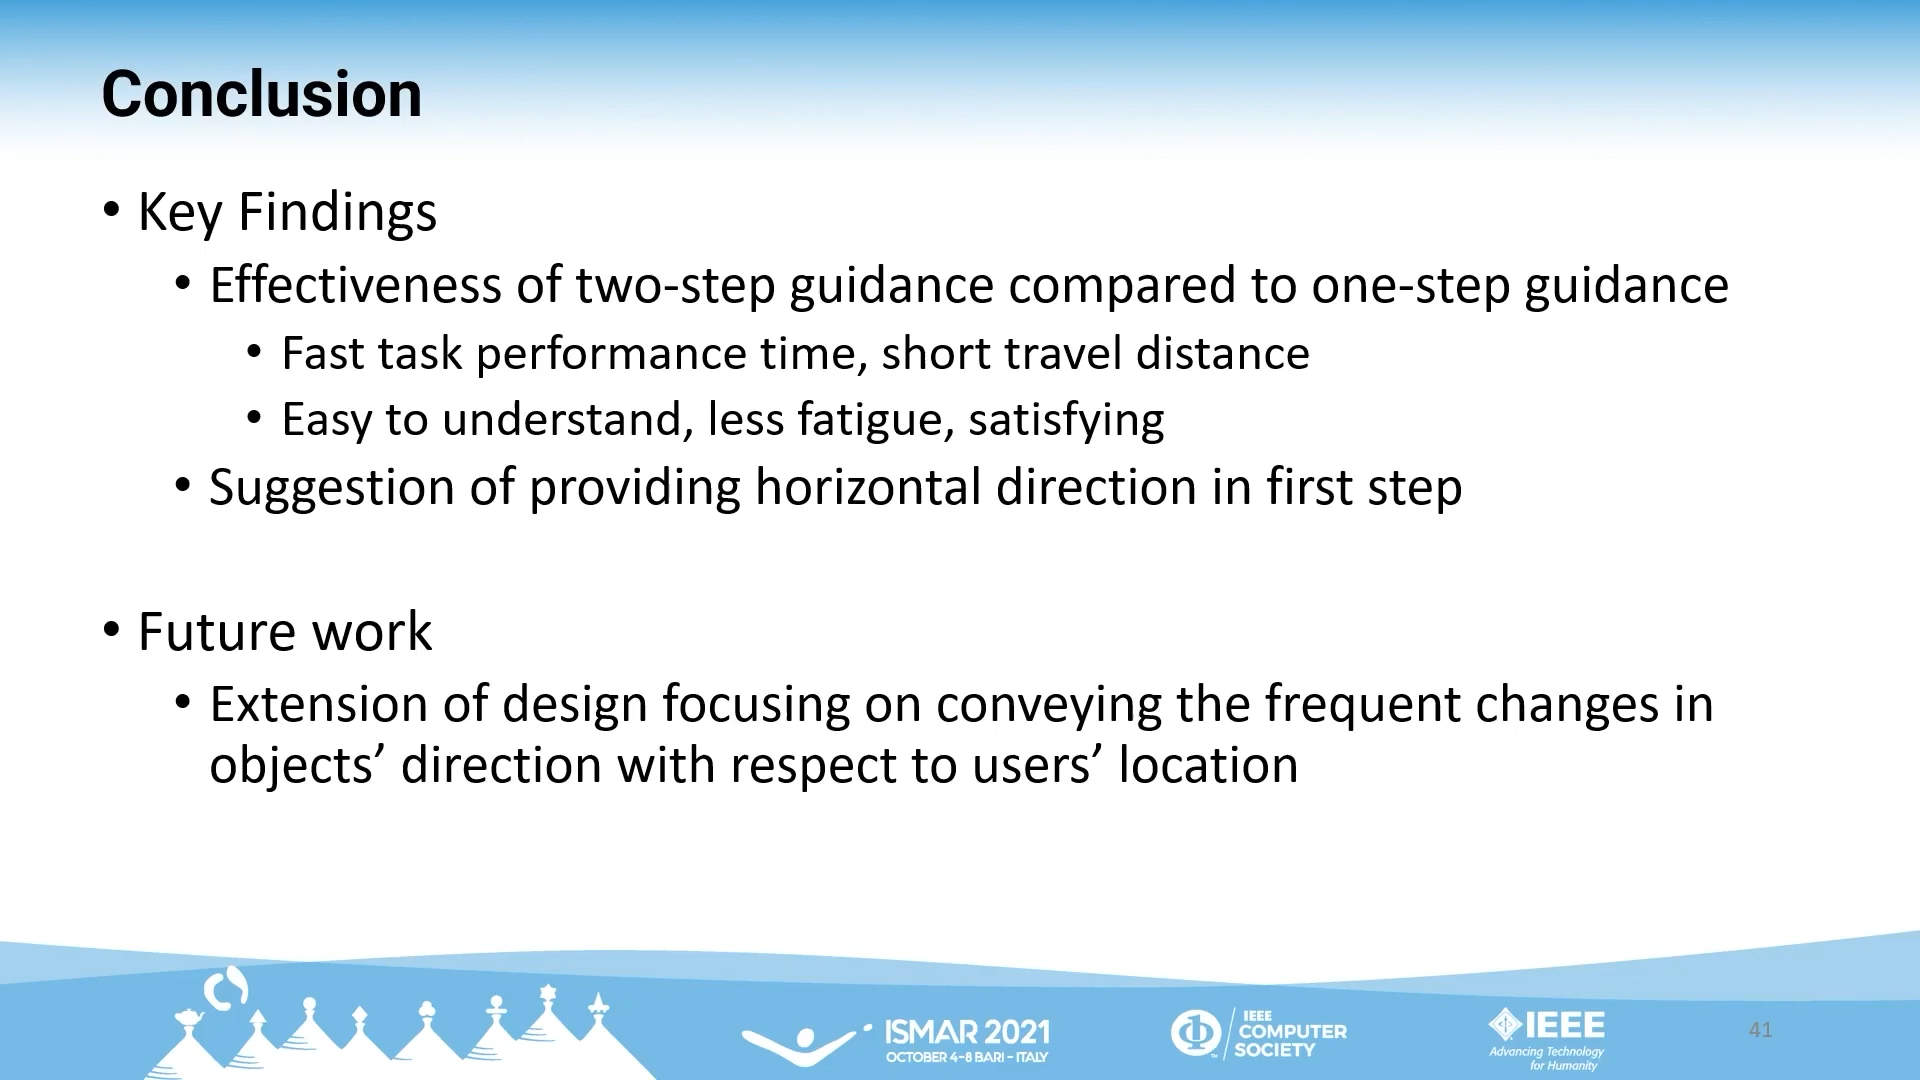 Conclusion
• Key Findings
• Effectiveness of two-step guidance compared to one-step guidance
• Fast task performance time, short travel distance
• Easy to understand, less fatigue, satisfying
• Suggestion of providing horizontal direction in first step
• Future work
• Extension of design focusing on conveying the frequent changes in
objects’ direction with respect to users’ location
ISMAR 2021
OCTOBER 4-8 BARI - ITALY
IEEE
COMPUTER
SOCIETY
IEEE
Advancing Technology
for Humanity
41